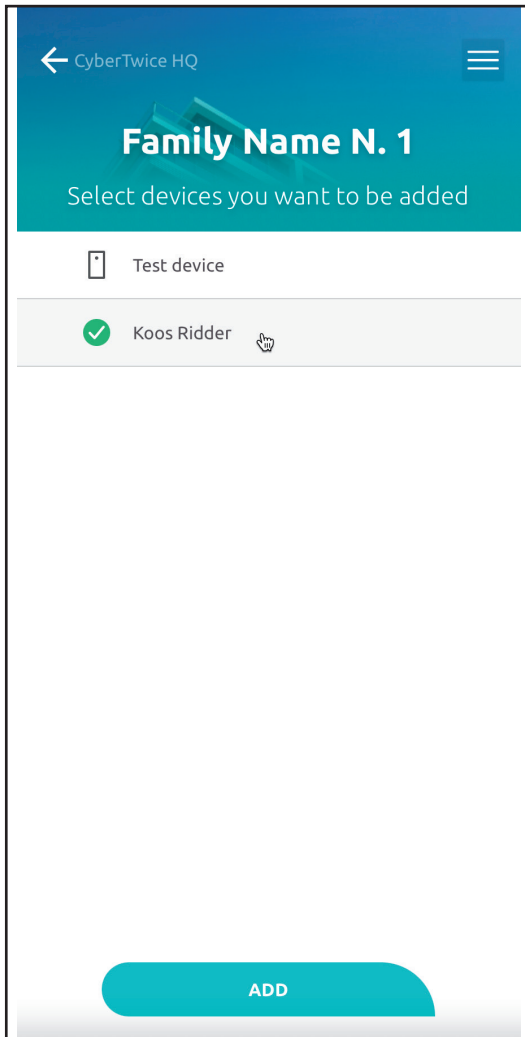 CyberTwice HQ
Family Name N. 1
Select devices you want to be added
Test device
Koos Ridder
ADD